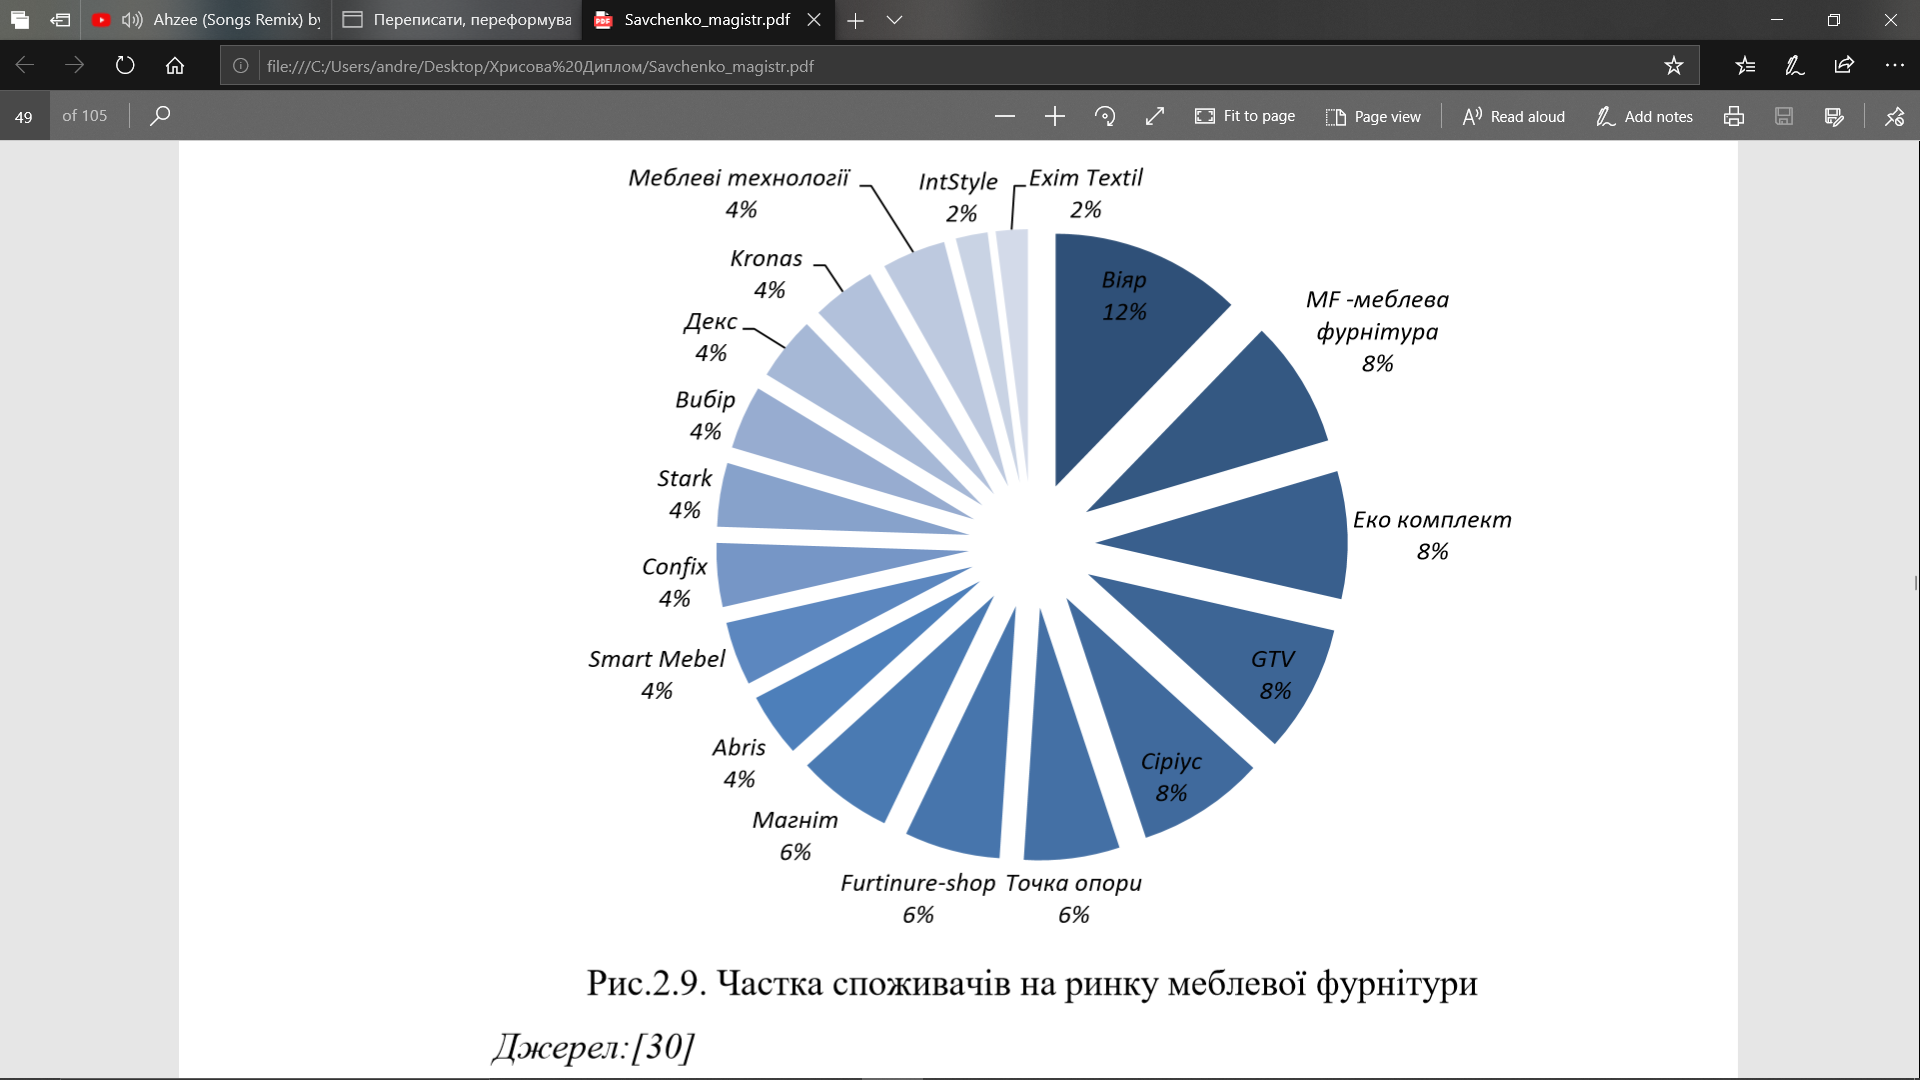 Ahzee (Songs Remix) by
Переписати, переформува
Savchenko_magistr.pdf
file:///C:/Users/andre/Desktop/Хрисова%20Диплом/Savchenko_magistr.pdf
49 of 105
Fit to page
Page view
Read aloud
Add notes
Меблеві технології
4%
IntStyle
2%
Exim Textil
2%
Kronas
4%
Віяр
12%
MF -меблева
фурнітура
8%
Декс
4%
Вибір
4%
Stark
4%
Еко комплект
8%
Confix
4%
Smart Mebel
4%
GTV
8%
Abris
4%
Сіріус
8%
Магніт
6%
Furtinure-shop
6%
Точка опори
6%
Рис.2.9. Частка споживачів на ринку меблевої фурнітури
Джерел:[30]